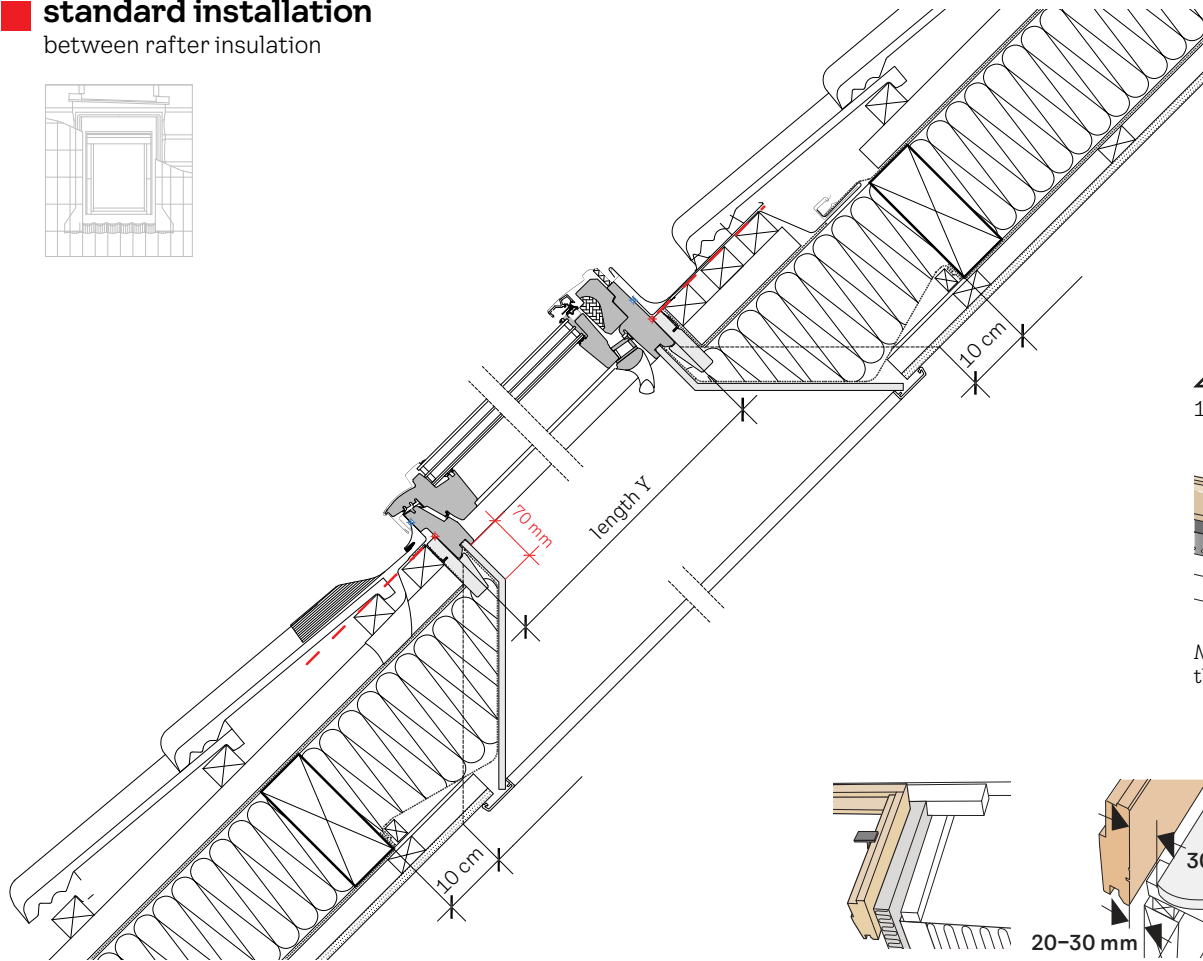 standard installation
between rafter insulation
10 cm
length Y
70 mm
10 cm
20–30 mm